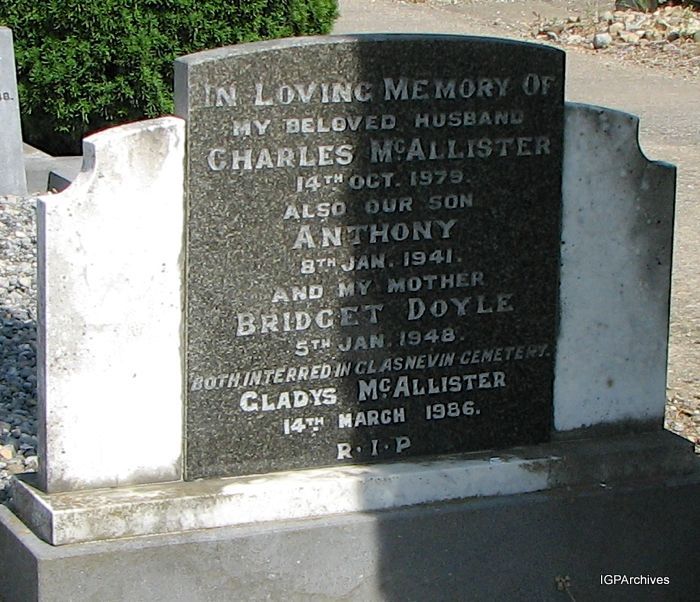 IN LOVING MEMORY OF
MY BELOVED HUSBAND
CHARLES McALLISTER
14TH OCT. 1979.
ALSO OUR SON
ANTHONY
8TH JAN. 1941.
AND MY MOTHER
BRIDGET DOYLE
5TH JAN. 1948.
BOTH INTERRED IN GLASNEVIN CEMETERY.
GLADYS McALLISTER
14TH MARCH 1986.
R·I·P
IGPArchives